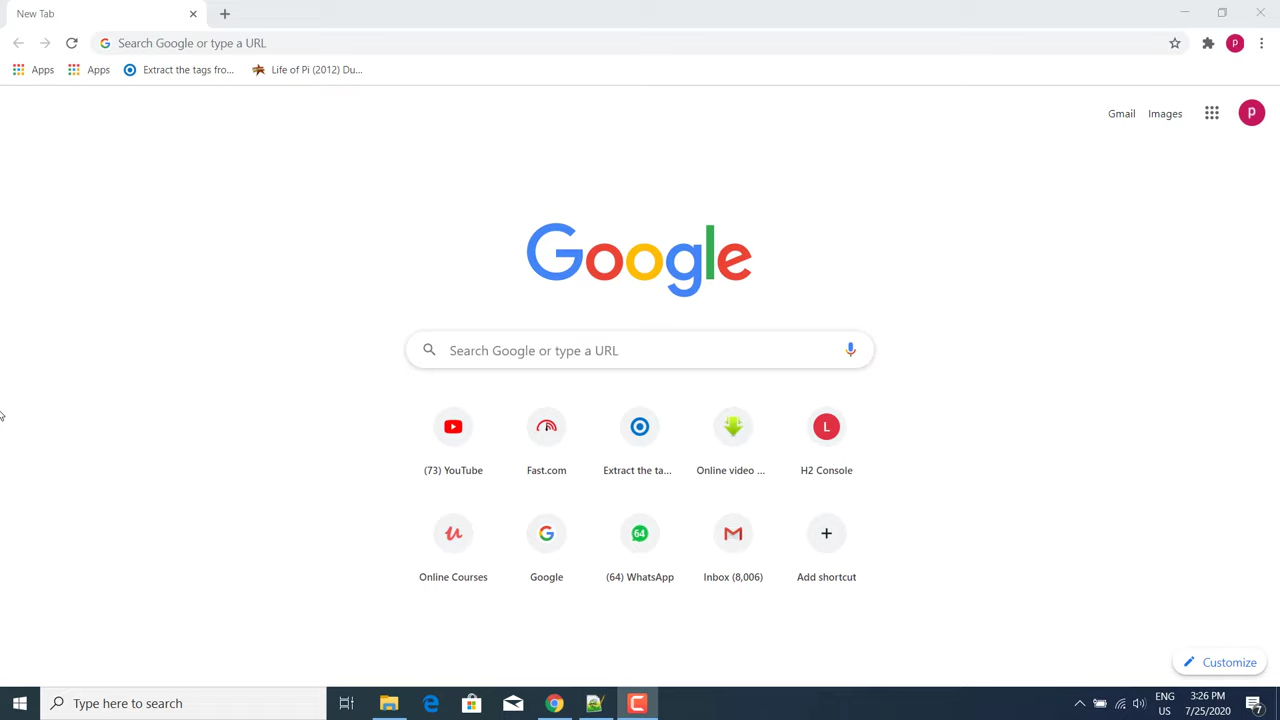 New Tab
Search Google or type a URL
P
Apps
Apps
Extract the tags fro...
Life of Pi (2012) Du...
Gmail
Images
p
Google
Search Google or type a URL
(73) YouTube
Fast.com
Extract the ta...
Online video ...
L
H2 Console
Online Courses
Google
64
(64) WhatsApp
Inbox (8,006)
Add shortcut
Customize
Type here to search
ENG
US
3:26 PM
7/25/2020
7